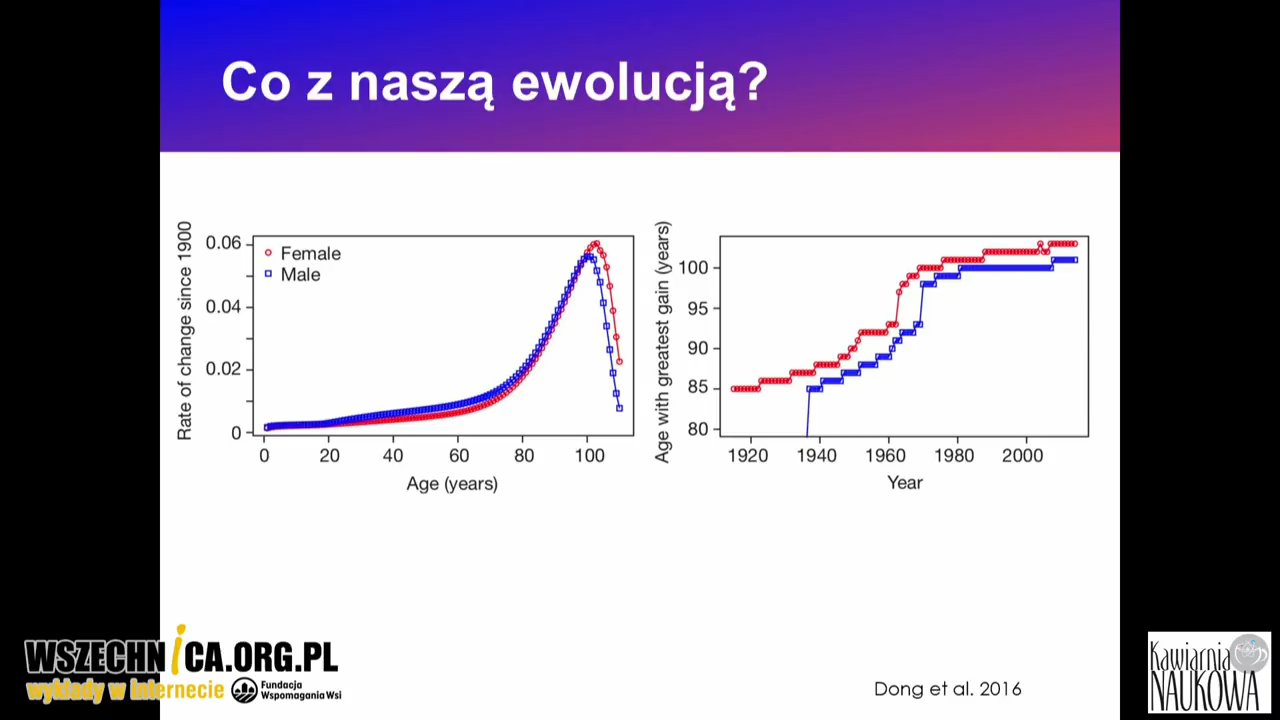 Co z naszą ewolucją?
Rate of change since 1900
0.06
0.04
0.02
0
Female
Male
0 20 40 60 80 100
Age (years)
Age with greatest gain (years)
100
95
90
85
80
1920 1940 1960 1980 2000
Year
WSZECHNiCA.ORG.PL
wykłady w Internecie
Fundacja
Wspomagania Wsi
Dong et al. 2016
Kawiarnia
NAUKOWA